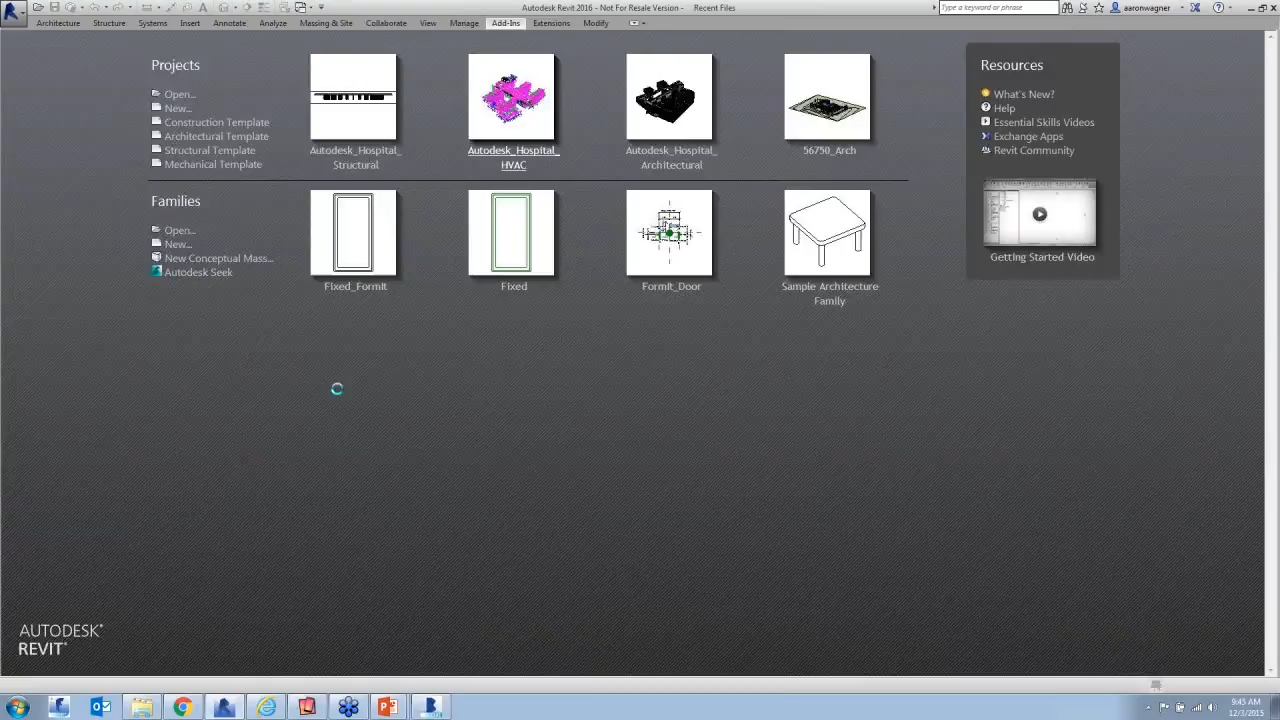 Autodesk Revit 2016 - Not For Resale Version - Recent Files
Type a keyword or phrase
aaronwagner
Architecture Structure Systems Insert Annotate Analyze Massing & Site Collaborate View Manage Add-Ins Extensions Modify
Projects
Open...
New...
Construction Template
Architectural Template
Structural Template
Mechanical Template
Autodesk_Hospital_
Structural
Autodesk_Hospital_
HVAC
Autodesk_Hospital_
Architectural
56750_Arch
Families
Open...
New...
New Conceptual Mass...
Autodesk Seek
Fixed_FormIt
Fixed
FormIt_Door
Sample Architecture
Family
Resources
What's New?
Help
Essential Skills Videos
Exchange Apps
Revit Community
Getting Started Video
AUTODESK®
REVIT®
9:45 AM
12/3/2015